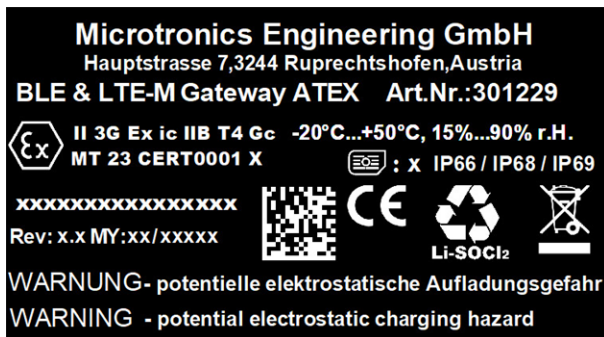 Microtronics Engineering GmbH
Hauptstrasse 7,3244 Ruprechtshofen,Austria
BLE & LTE-M Gateway ATEX Art.Nr.:301229
Ex II 3G Ex ic IIB T4 Gc -20°C...+50°C, 15%...90% r.H.
MT 23 CERT0001 X : x IP66 / IP68 / IP69
xxxxxxxxxxxxxxxx CE
Rev: x.x MY:xx/xxxxx Li-SOCl₂
WARNUNG- potentielle elektrostatische Aufladungsgefahr
WARNING - potential electrostatic charging hazard